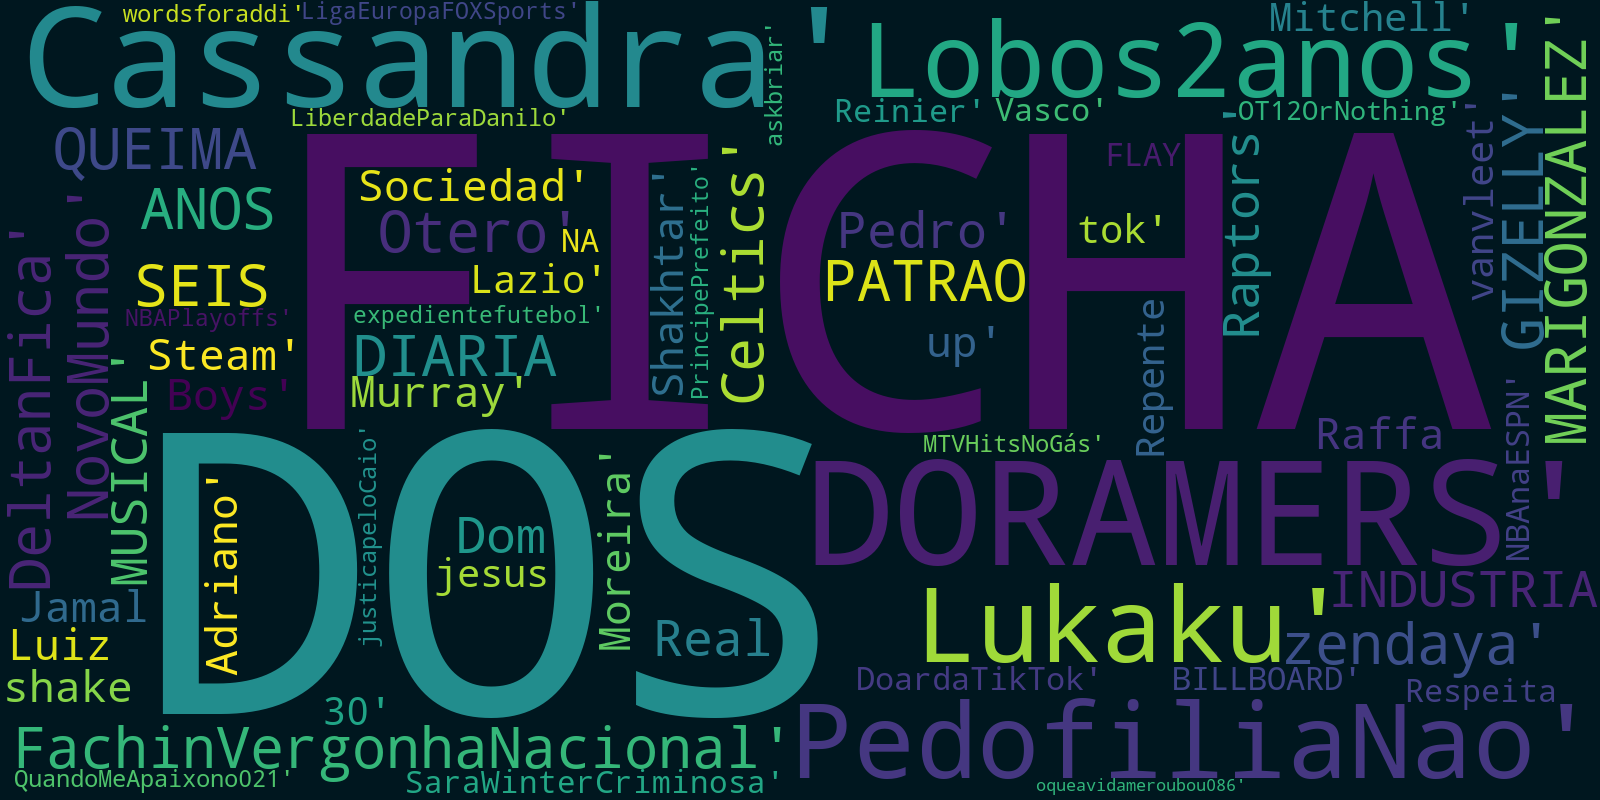 wordsforaddi'
LigaEuropaFOXSports'
Cassandra'
askbriar'
Lobos2anos'
Mitchell'
LiberdadeParaDanilo'
Reinier'
Vasco'
OT12OrNothing'
MARIGONZALEZ'
QUEIMA
FICHA
FLAY
Raptors'
vanvleet'
GIZELLY'
ANOS
Sociedad'
Otero'
NA
Shakhtar'
PrincipePrefeito'
Celtics'
Pedro'
tok'
DeltanFica'
NovoMundo'
SEIS
Lazio'
PATRAO
NBAPlayoffs'
expedientefutebol'
up'
Repente
Steam'
DIARIA
Boys'
Murray'
MUSICAL'
NBAnaESPN'
Raffa
MTVHitsNoGás'
DOS
justicapeloCaio'
Moreira'
DORAMERS'
Adriano'
Dom
jesus
INDUSTRIA
Jamal
Luiz
Real
Lukaku'
zendaya'
shake
DoardaTikTok'
BILLBOARD'
Respeita
30'
FachinVergonhaNacional'
PedofiliaNao'
QuandoMeApaixono021'
SaraWinterCriminosa'
oqueavidameroubou086'